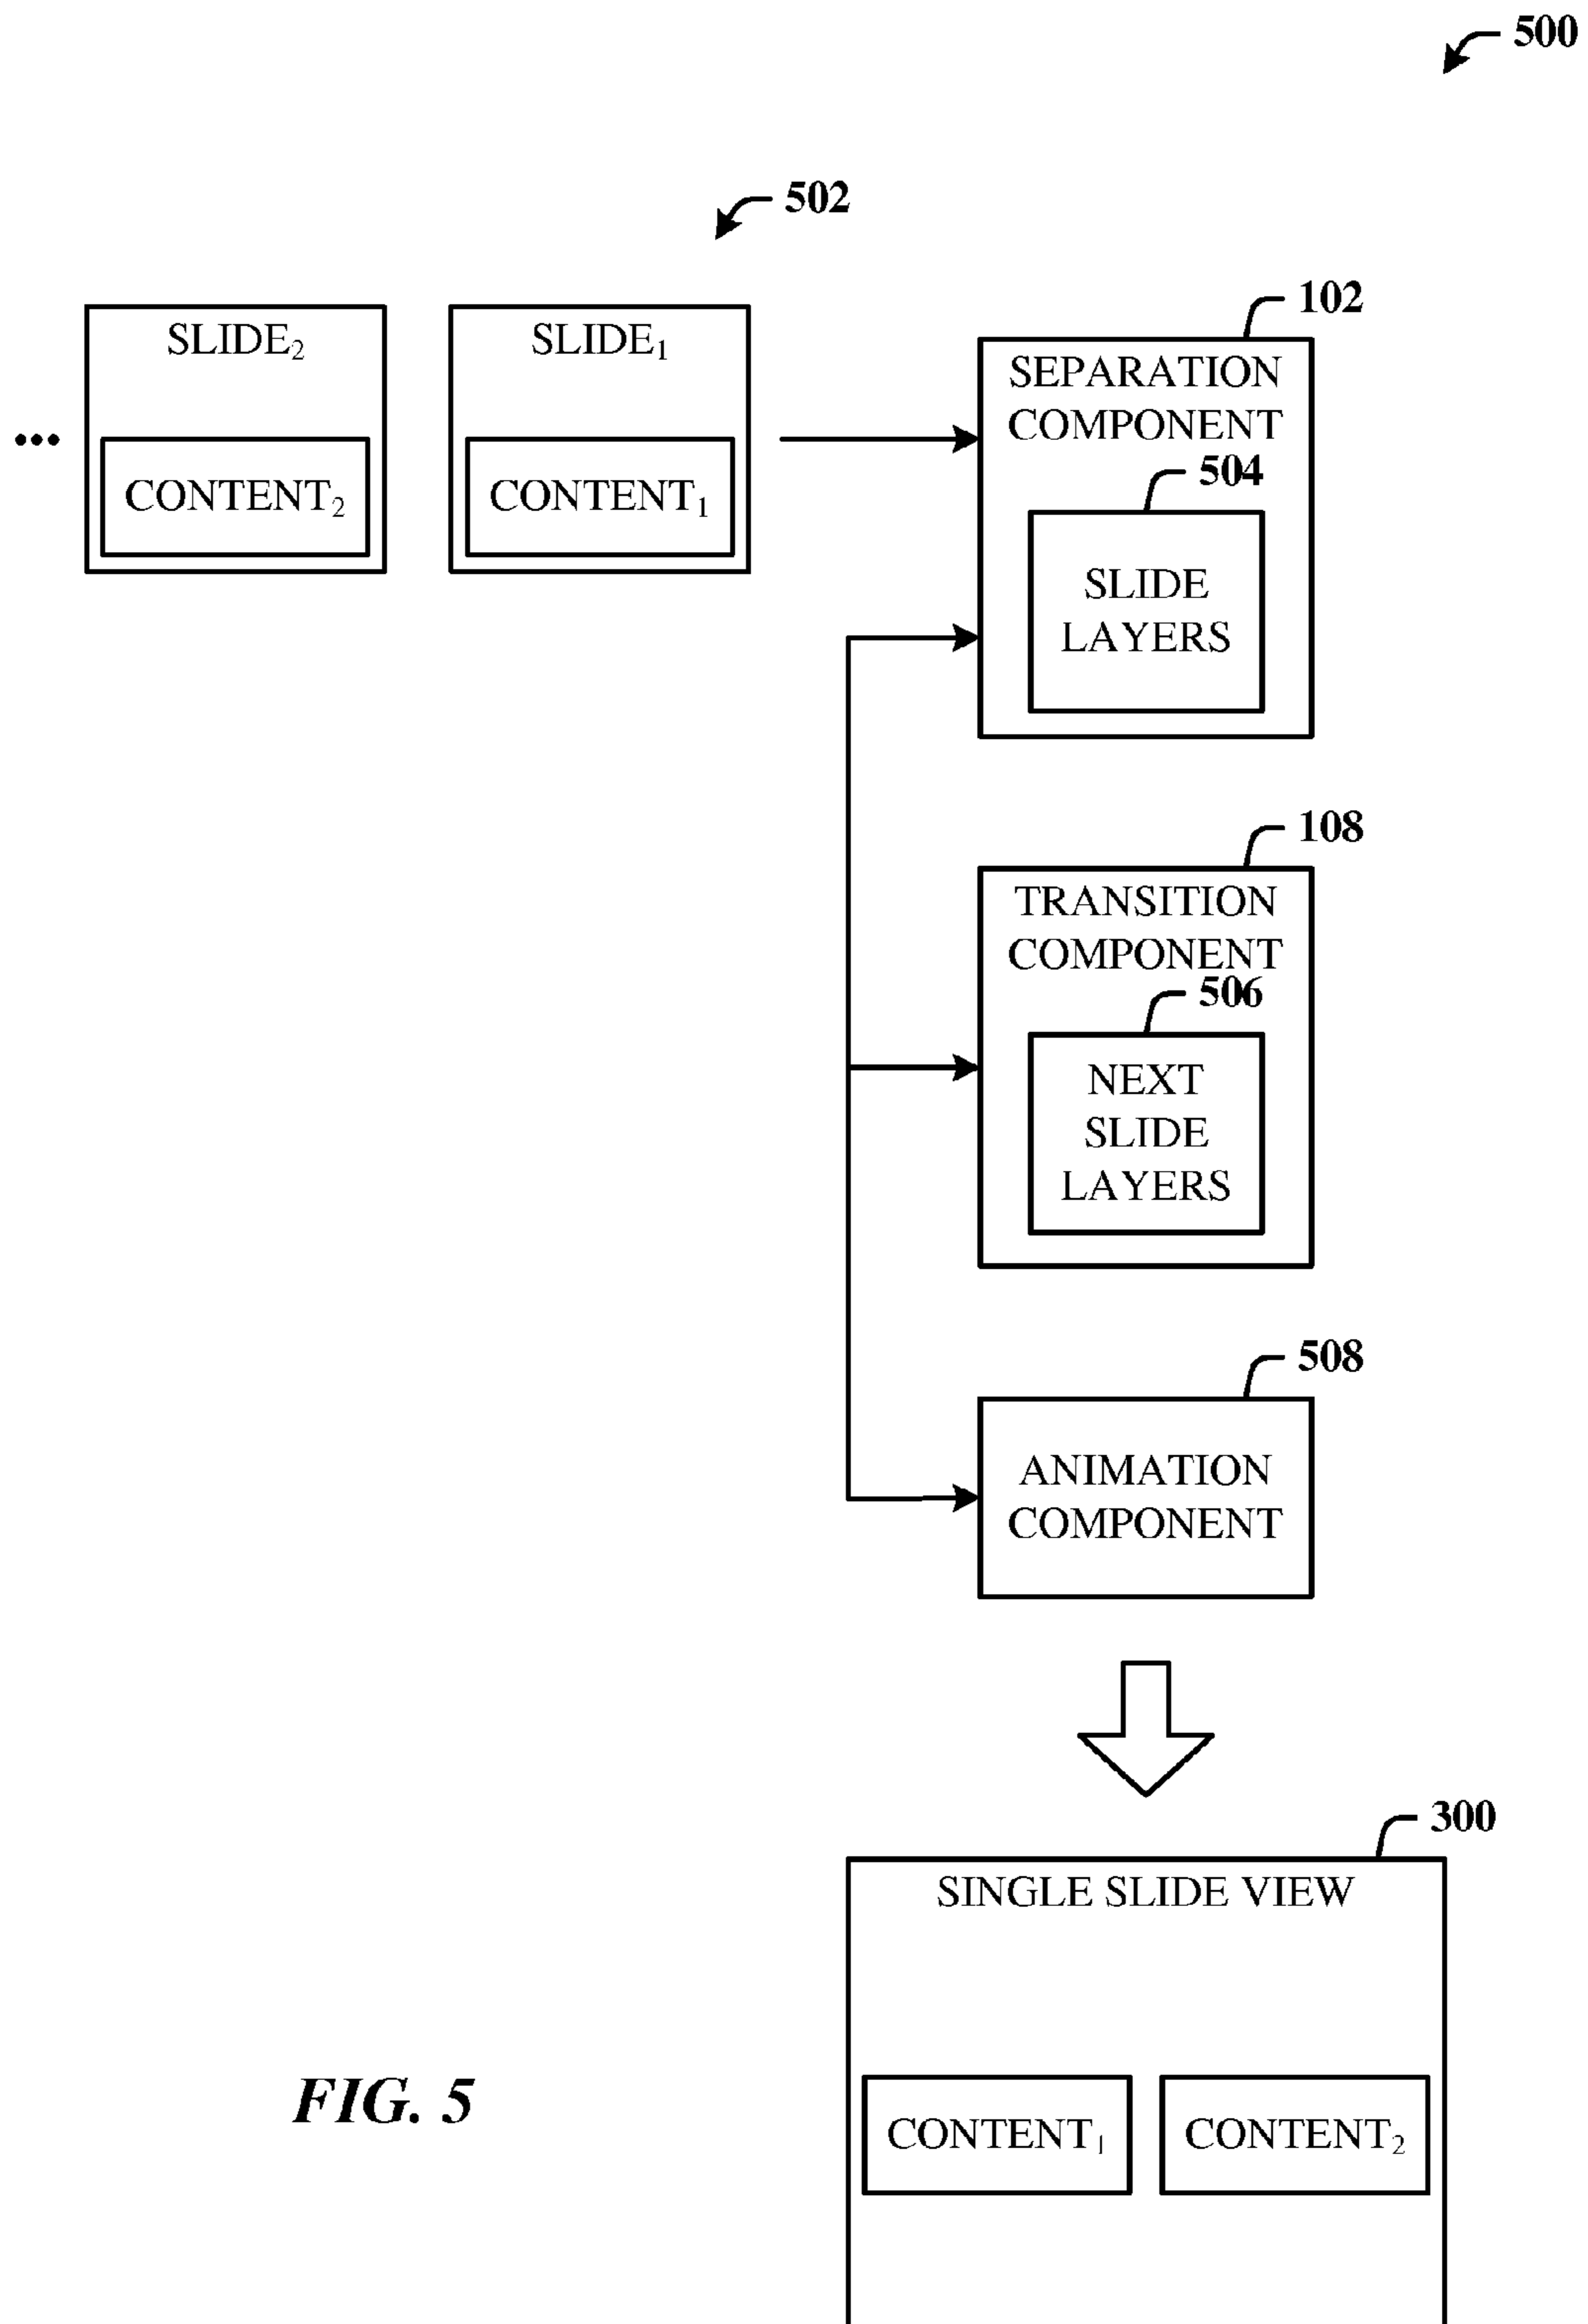 500
502
SLIDE₂
SLIDE₁
102
SEPARATION
COMPONENT
...
CONTENT₂
CONTENT₁
504
SLIDE
LAYERS
108
TRANSITION
COMPONENT
506
NEXT
SLIDE
LAYERS
508
ANIMATION
COMPONENT
300
SINGLE SLIDE VIEW
FIG. 5
CONTENT₁
CONTENT₂